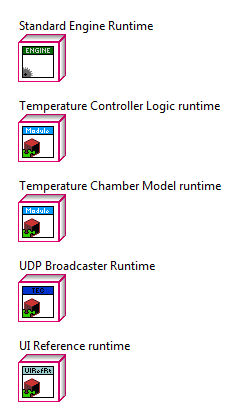 Standard Engine Runtime
ENGINE
Temperature Controller Logic runtime
Module
Temperature Chamber Model runtime
Module
UDP Broadcaster Runtime
TEC
UI Reference runtime
UIRefRt